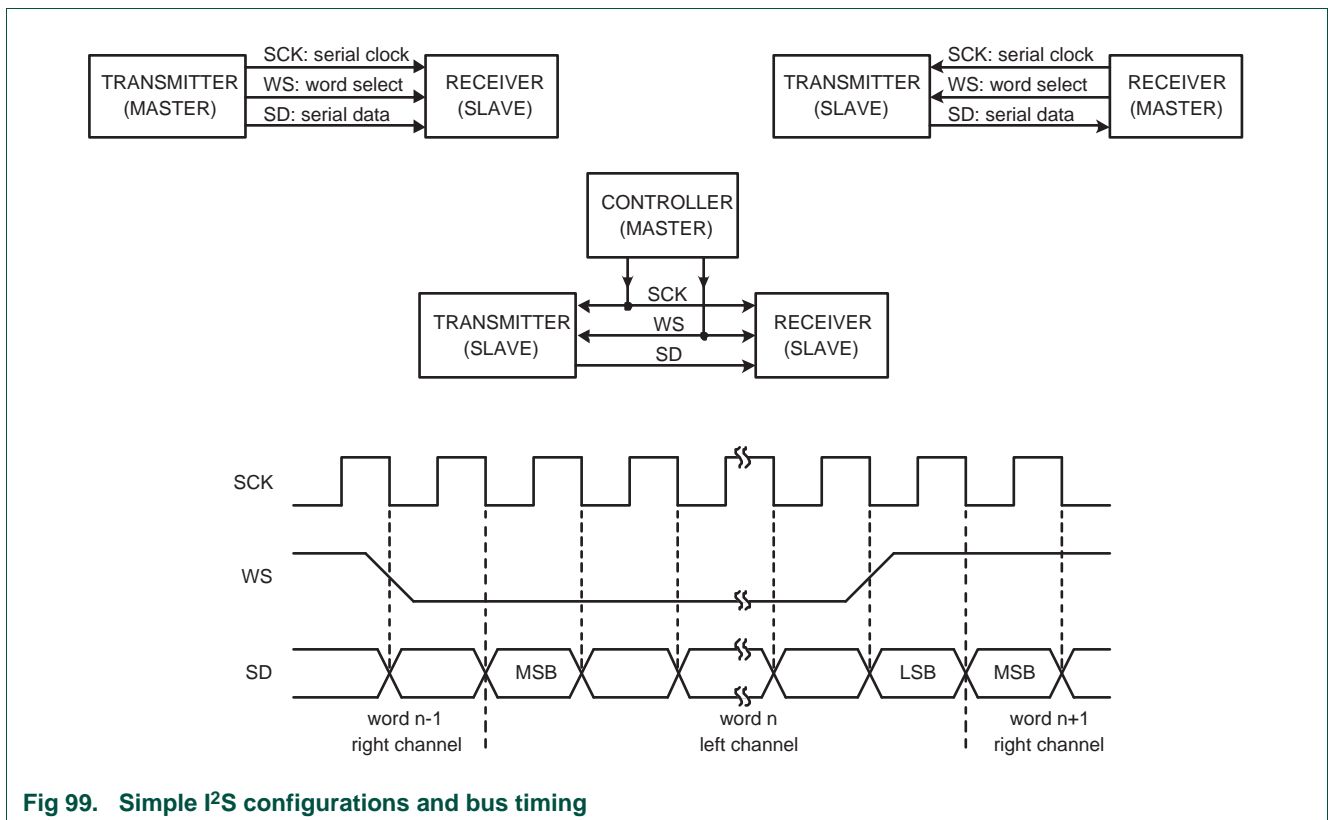 TRANSMITTER
(MASTER)
SCK: serial clock
WS: word select
SD: serial data
RECEIVER
(SLAVE)
TRANSMITTER
(SLAVE)
SCK: serial clock
WS: word select
SD: serial data
RECEIVER
(MASTER)
CONTROLLER
(MASTER)
TRANSMITTER
(SLAVE)
SCK
WS
SD
RECEIVER
(SLAVE)
SCK
WS
SD
MSB
LSB
MSB
word n-1
right channel
word n
left channel
word n+1
right channel
Fig 99. Simple I²S configurations and bus timing